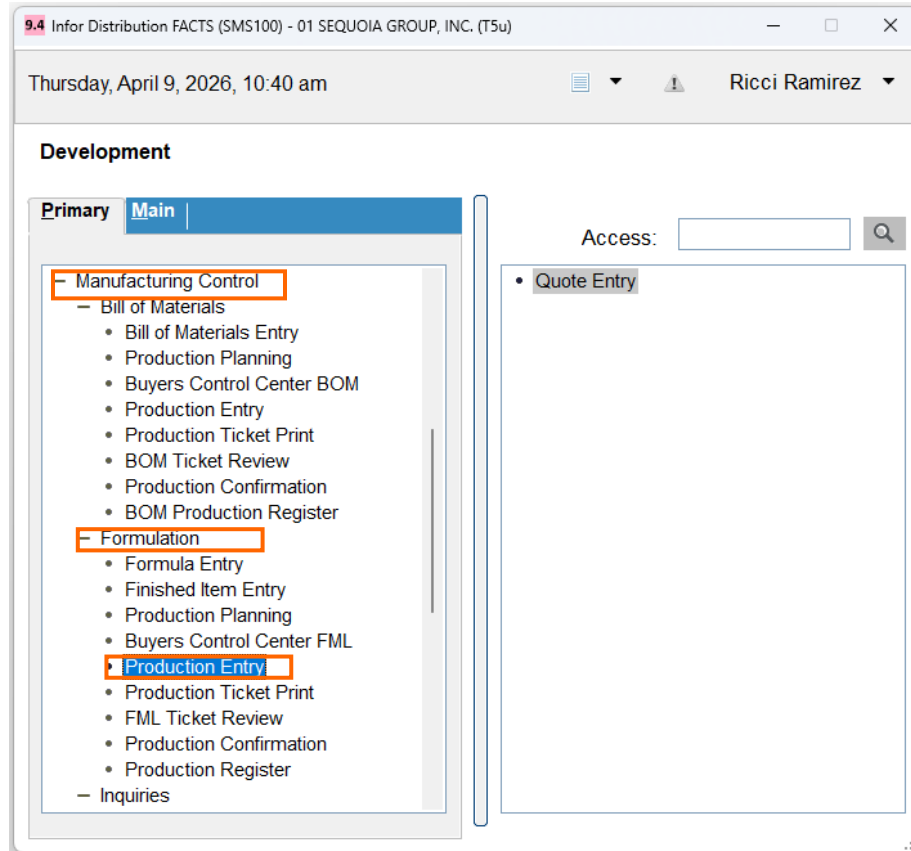 9.4 Infor Distribution FACTS (SMS100) - 01 SEQUOIA GROUP, INC. (T5u)
Thursday, April 9, 2026, 10:40 am
Ricci Ramirez
Development
Primary Main
Access:
Manufacturing Control
Bill of Materials
Bill of Materials Entry
Production Planning
Buyers Control Center BOM
Production Entry
Production Ticket Print
BOM Ticket Review
Production Confirmation
BOM Production Register
Formulation
Formula Entry
Finished Item Entry
Production Planning
Buyers Control Center FML
Production Entry
Production Ticket Print
FML Ticket Review
Production Confirmation
Production Register
Inquiries
Quote Entry